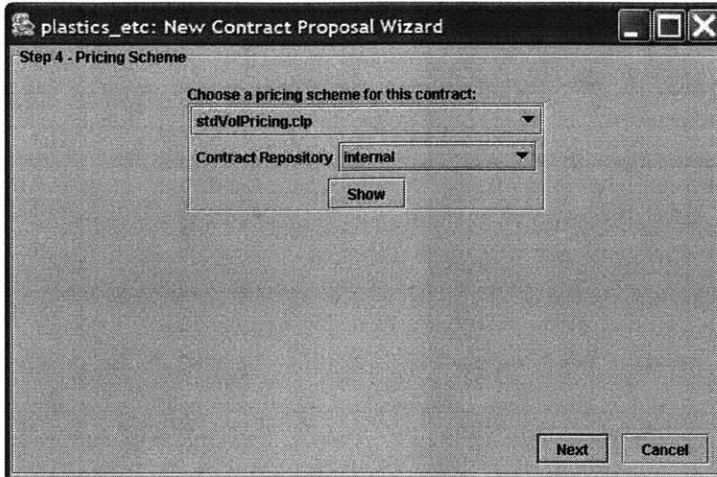 plastics_etc: New Contract Proposal Wizard
Step 4 - Pricing Scheme
Choose a pricing scheme for this contract:
stdVolPricing.clp
Contract Repository internal
Show
Next Cancel